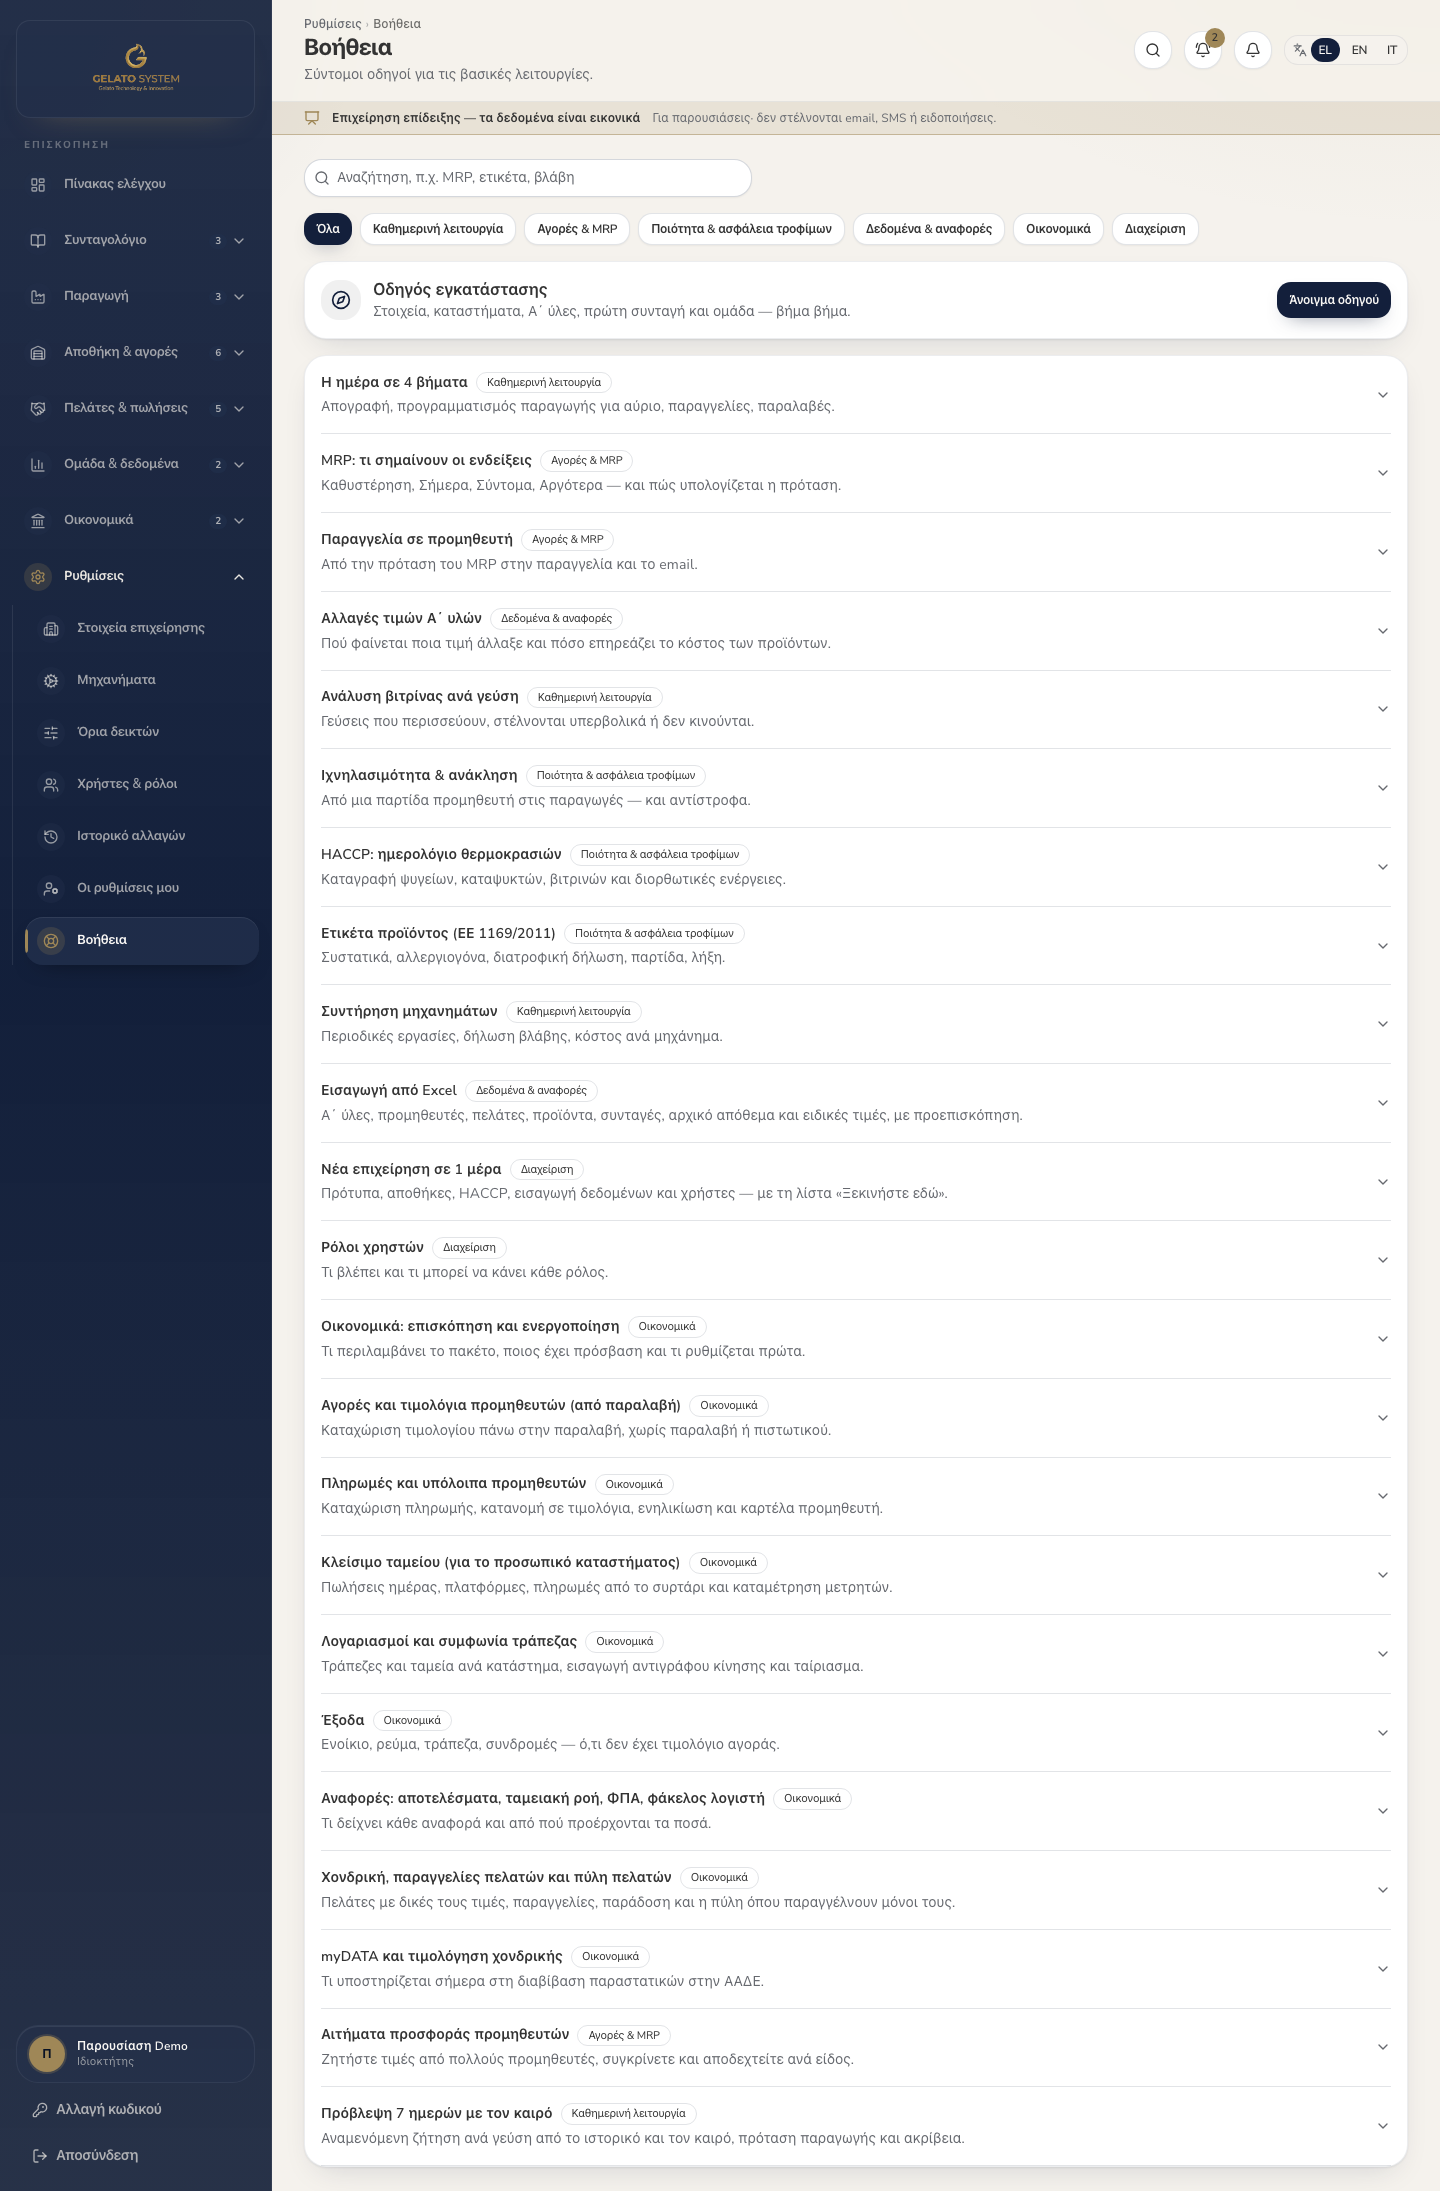 GELATO SYSTEM
Gelato Technology & Innovation
ΕΠΙΣΚΟΠΗΣΗ
Πίνακας ελέγχου
Συνταγολόγιο 3
Παραγωγή 3
Αποθήκη & αγορές 6
Πελάτες & πωλήσεις 5
Ομάδα & δεδομένα 2
Οικονομικά 2
Ρυθμίσεις
Στοιχεία επιχείρησης
Μηχανήματα
Όρια δεικτών
Χρήστες & ρόλοι
Ιστορικό αλλαγών
Οι ρυθμίσεις μου
Βοήθεια
Π
Παρουσίαση Demo
Ιδιοκτήτης
Αλλαγή κωδικού
Αποσύνδεση
Ρυθμίσεις › Βοήθεια
Βοήθεια
Σύντομοι οδηγοί για τις βασικές λειτουργίες.
2
EL EN IT
Επιχείρηση επίδειξης — τα δεδομένα είναι εικονικά Για παρουσιάσεις· δεν στέλνονται email, SMS ή ειδοποιήσεις.
Αναζήτηση, π.χ. MRP, ετικέτα, βλάβη
Όλα Καθημερινή λειτουργία Αγορές & MRP Ποιότητα & ασφάλεια τροφίμων Δεδομένα & αναφορές Οικονομικά Διαχείριση
Οδηγός εγκατάστασης
Στοιχεία, καταστήματα, Α΄ ύλες, πρώτη συνταγή και ομάδα — βήμα βήμα.
Άνοιγμα οδηγού
Η ημέρα σε 4 βήματα Καθημερινή λειτουργία
Απογραφή, προγραμματισμός παραγωγής για αύριο, παραγγελίες, παραλαβές.
MRP: τι σημαίνουν οι ενδείξεις Αγορές & MRP
Καθυστέρηση, Σήμερα, Σύντομα, Αργότερα — και πώς υπολογίζεται η πρόταση.
Παραγγελία σε προμηθευτή Αγορές & MRP
Από την πρόταση του MRP στην παραγγελία και το email.
Αλλαγές τιμών Α΄ υλών Δεδομένα & αναφορές
Πού φαίνεται ποια τιμή άλλαξε και πόσο επηρεάζει το κόστος των προϊόντων.
Ανάλυση βιτρίνας ανά γεύση Καθημερινή λειτουργία
Γεύσεις που περισσεύουν, στέλνονται υπερβολικά ή δεν κινούνται.
Ιχνηλασιμότητα & ανάκληση Ποιότητα & ασφάλεια τροφίμων
Από μια παρτίδα προμηθευτή στις παραγωγές — και αντίστροφα.
HACCP: ημερολόγιο θερμοκρασιών Ποιότητα & ασφάλεια τροφίμων
Καταγραφή ψυγείων, καταψυκτών, βιτρινών και διορθωτικές ενέργειες.
Ετικέτα προϊόντος (ΕΕ 1169/2011) Ποιότητα & ασφάλεια τροφίμων
Συστατικά, αλλεργιογόνα, διατροφική δήλωση, παρτίδα, λήξη.
Συντήρηση μηχανημάτων Καθημερινή λειτουργία
Περιοδικές εργασίες, δήλωση βλάβης, κόστος ανά μηχάνημα.
Εισαγωγή από Excel Δεδομένα & αναφορές
Α΄ ύλες, προμηθευτές, πελάτες, προϊόντα, συνταγές, αρχικό απόθεμα και ειδικές τιμές, με προεπισκόπηση.
Νέα επιχείρηση σε 1 μέρα Διαχείριση
Πρότυπα, αποθήκες, HACCP, εισαγωγή δεδομένων και χρήστες — με τη λίστα «Ξεκινήστε εδώ».
Ρόλοι χρηστών Διαχείριση
Τι βλέπει και τι μπορεί να κάνει κάθε ρόλος.
Οικονομικά: επισκόπηση και ενεργοποίηση Οικονομικά
Τι περιλαμβάνει το πακέτο, ποιος έχει πρόσβαση και τι ρυθμίζεται πρώτα.
Αγορές και τιμολόγια προμηθευτών (από παραλαβή) Οικονομικά
Καταχώριση τιμολογίου πάνω στην παραλαβή, χωρίς παραλαβή ή πιστωτικού.
Πληρωμές και υπόλοιπα προμηθευτών Οικονομικά
Καταχώριση πληρωμής, κατανομή σε τιμολόγια, ενηλικίωση και καρτέλα προμηθευτή.
Κλείσιμο ταμείου (για το προσωπικό καταστήματος) Οικονομικά
Πωλήσεις ημέρας, πλατφόρμες, πληρωμές από το συρτάρι και καταμέτρηση μετρητών.
Λογαριασμοί και συμφωνία τράπεζας Οικονομικά
Τράπεζες και ταμεία ανά κατάστημα, εισαγωγή αντιγράφου κίνησης και ταίριασμα.
Έξοδα Οικονομικά
Ενοίκιο, ρεύμα, τράπεζα, συνδρομές — ό,τι δεν έχει τιμολόγιο αγοράς.
Αναφορές: αποτελέσματα, ταμειακή ροή, ΦΠΑ, φάκελος λογιστή Οικονομικά
Τι δείχνει κάθε αναφορά και από πού προέρχονται τα ποσά.
Χονδρική, παραγγελίες πελατών και πύλη πελατών Οικονομικά
Πελάτες με δικές τους τιμές, παραγγελίες, παράδοση και η πύλη όπου παραγγέλνουν μόνοι τους.
myDATA και τιμολόγηση χονδρικής Οικονομικά
Τι υποστηρίζεται σήμερα στη διαβίβαση παραστατικών στην ΑΑΔΕ.
Αιτήματα προσφοράς προμηθευτών Αγορές & MRP
Ζητήστε τιμές από πολλούς προμηθευτές, συγκρίνετε και αποδεχτείτε ανά είδος.
Πρόβλεψη 7 ημερών με τον καιρό Καθημερινή λειτουργία
Αναμενόμενη ζήτηση ανά γεύση από το ιστορικό και τον καιρό, πρόταση παραγωγής και ακρίβεια.